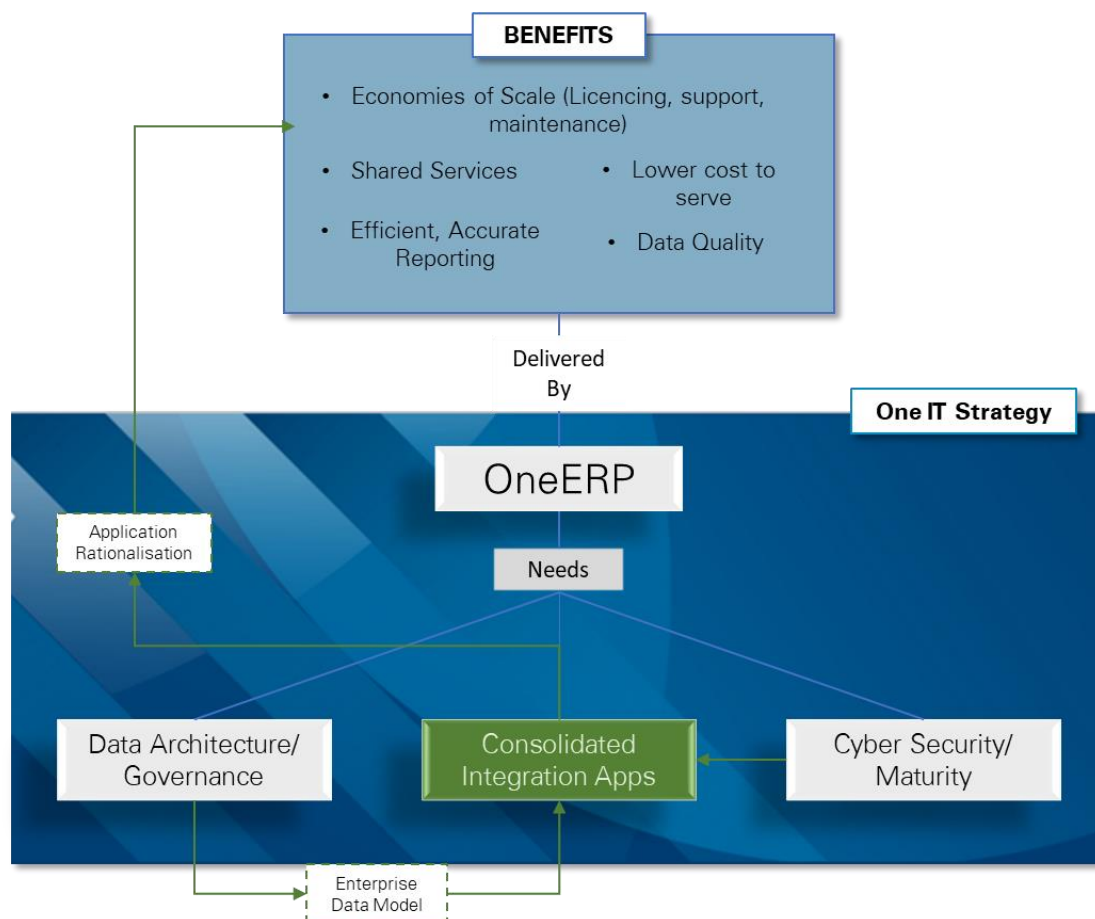 BENEFITS
• Economies of Scale (Licencing, support,
maintenance)
• Shared Services
• Lower cost to
serve
• Efficient, Accurate
Reporting
• Data Quality
Delivered
By
One IT Strategy
OneERP
Application
Rationalisation
Needs
Data Architecture/
Governance
Consolidated
Integration Apps
Cyber Security/
Maturity
Enterprise
Data Model